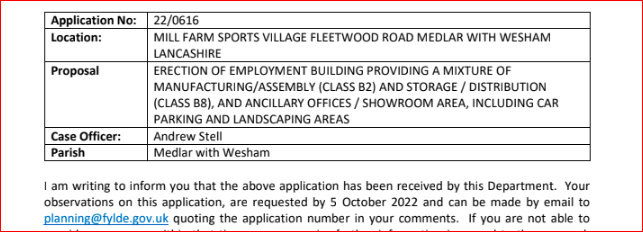 Application No: 22/0616
Location: MILL FARM SPORTS VILLAGE FLEETWOOD ROAD MEDLAR WITH WESHAM
LANCASHIRE
Proposal ERECTION OF EMPLOYMENT BUILDING PROVIDING A MIXTURE OF
MANUFACTURING/ASSEMBLY (CLASS B2) AND STORAGE / DISTRIBUTION
(CLASS B8), AND ANCILLARY OFFICES / SHOWROOM AREA, INCLUDING CAR
PARKING AND LANDSCAPING AREAS
Case Officer: Andrew Stell
Parish Medlar with Wesham
I am writing to inform you that the above application has been received by this Department. Your
observations on this application, are requested by 5 October 2022 and can be made by email to
planning@fylde.gov.uk quoting the application number in your comments. If you are not able to